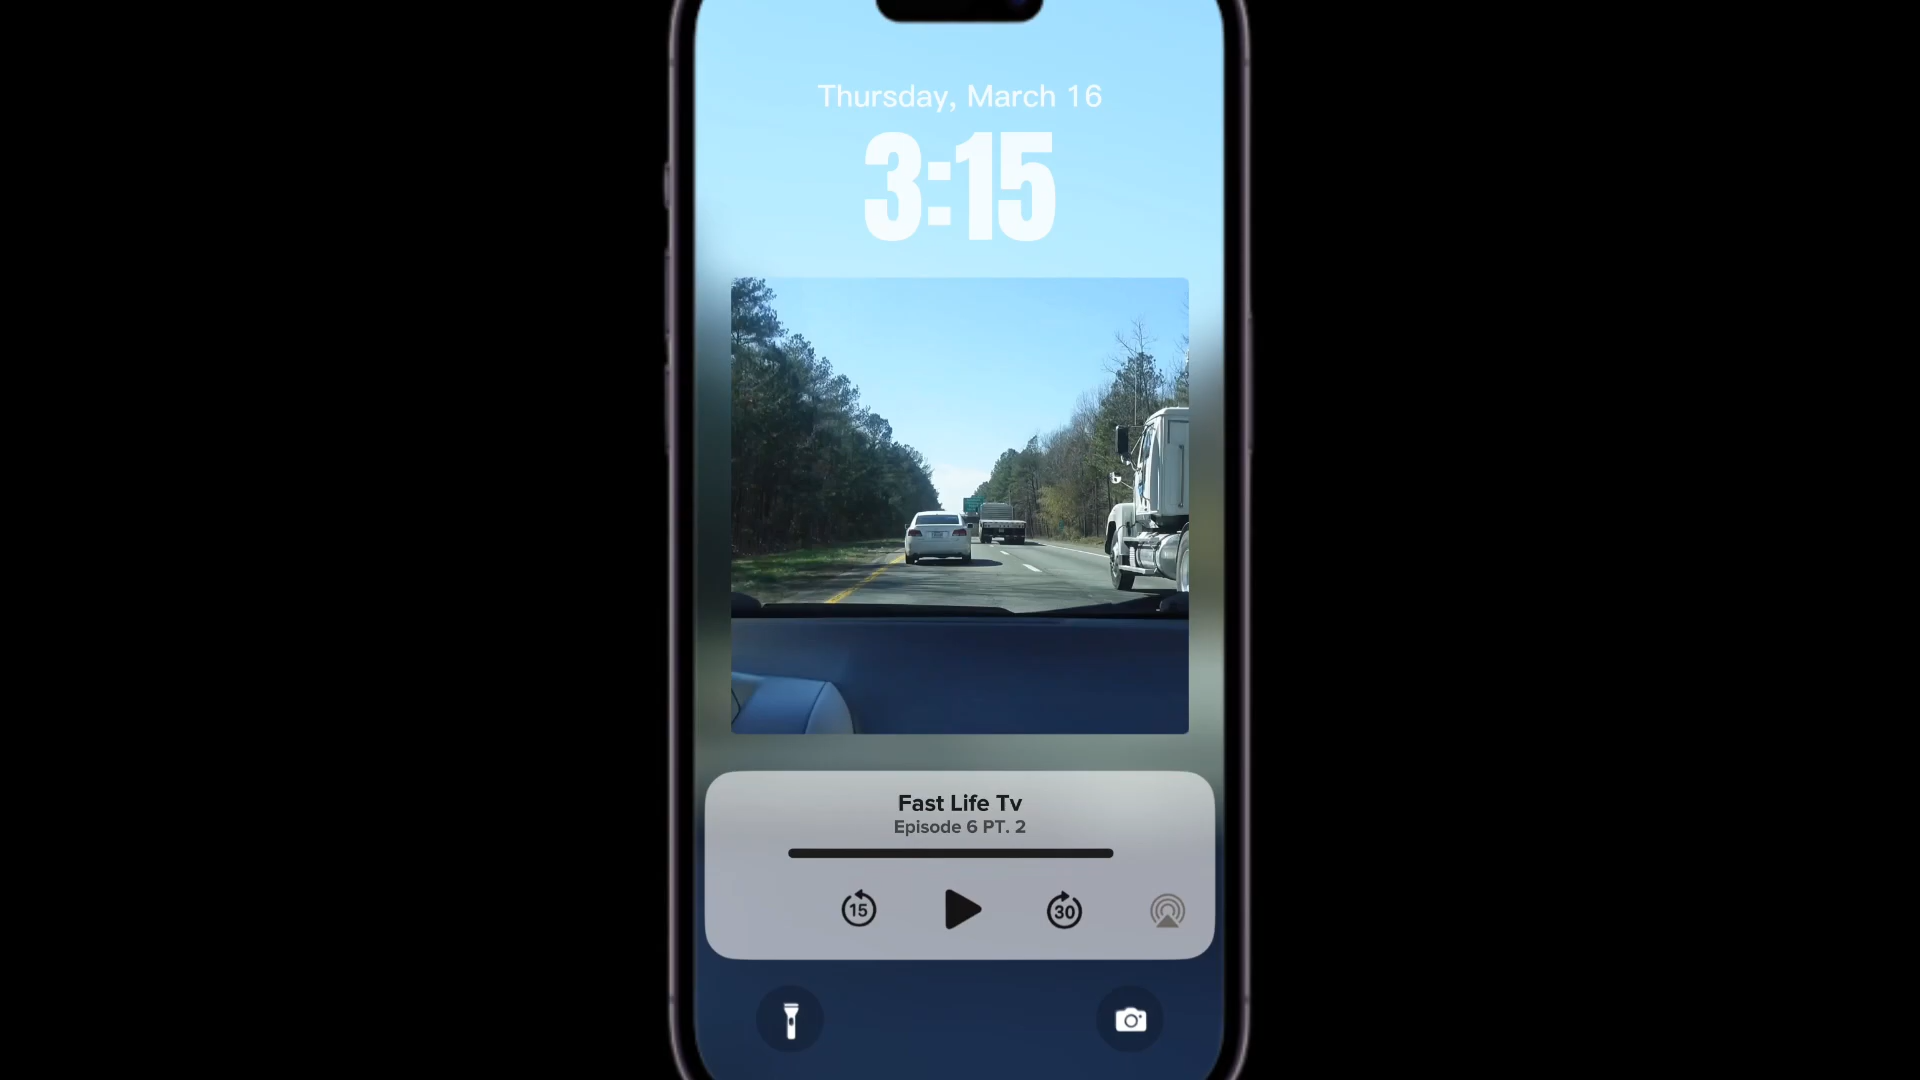 Thursday, March 16
3:15
Fast Life Tv
Episode 6 PT. 2
15
30